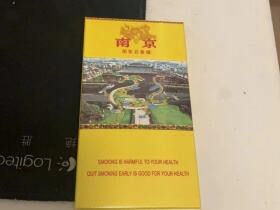 南京
SMOKING IS HARMFUL TO YOUR HEALTH
QUIT SMOKING EARLY IS GOOD FOR YOUR HEALTH
Logitec